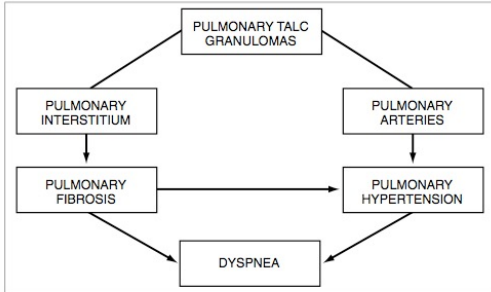 PULMONARY TALC
GRANULOMAS
PULMONARY
INTERSTITIUM
PULMONARY
ARTERIES
PULMONARY
FIBROSIS
PULMONARY
HYPERTENSION
DYSPNEA